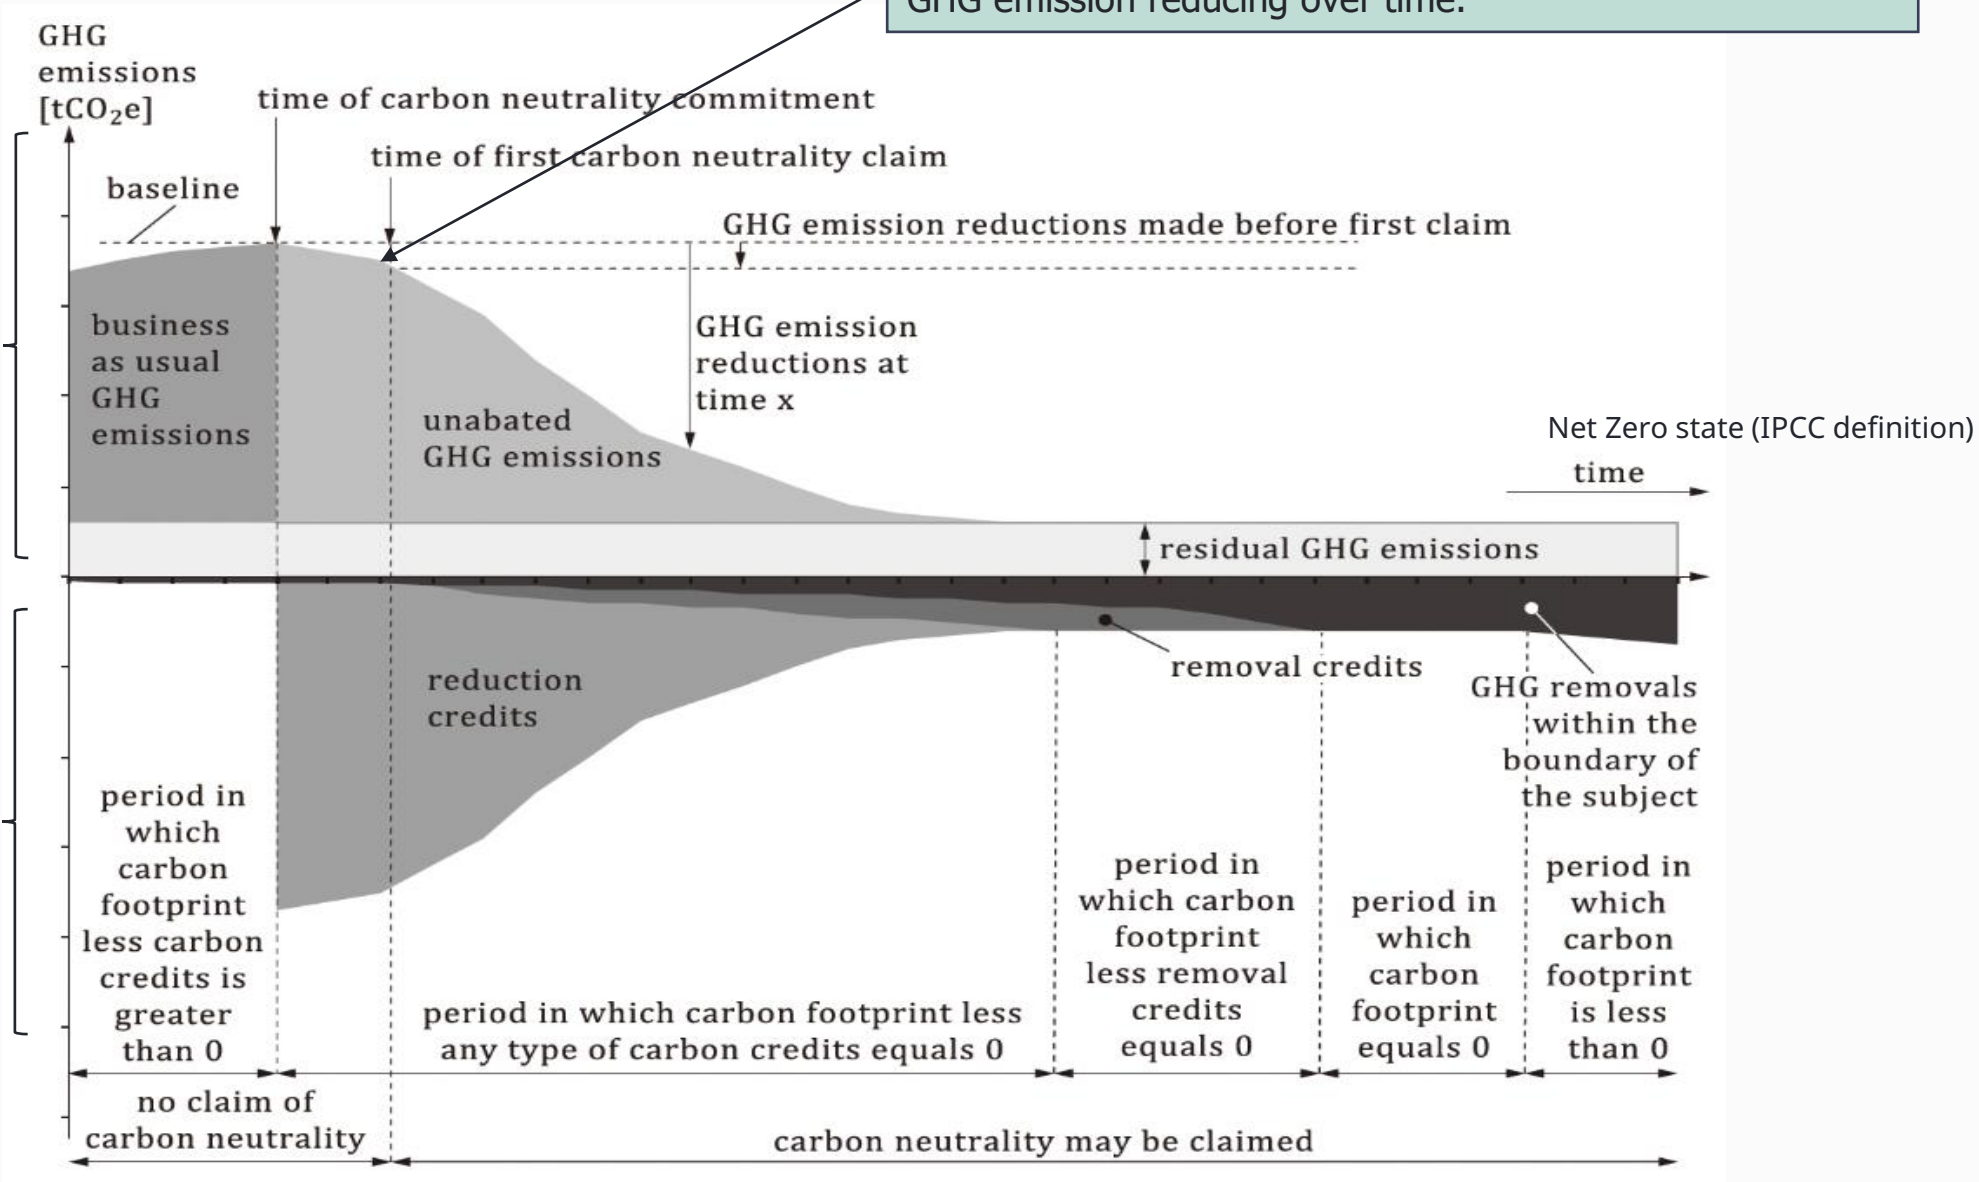 GHG emission reducing over time.
GHG
emissions
[tCO₂e]
time of carbon neutrality commitment
time of first carbon neutrality claim
baseline
GHG emission reductions made before first claim
business
as usual
GHG
emissions
GHG emission
reductions at
time x
unabated
GHG emissions
Net Zero state (IPCC definition)
time
residual GHG emissions
reduction
credits
removal credits
GHG removals
within the
boundary of
the subject
period in
which
carbon
footprint
less carbon
credits is
greater
than 0
period in which carbon footprint less
any type of carbon credits equals 0
period in
which carbon
footprint
less removal
credits
equals 0
period in
which
carbon
footprint
equals 0
period in
which
carbon
footprint
is less
than 0
no claim of
carbon neutrality
carbon neutrality may be claimed